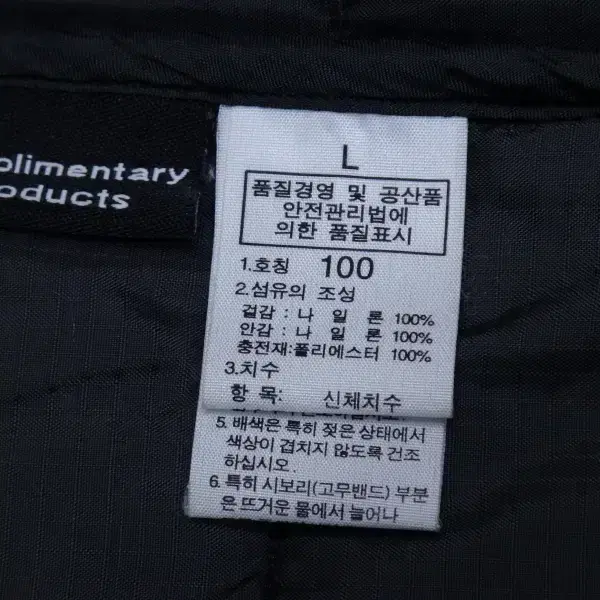 plimentary
oducts
L
품질경영 및 공산품
안전관리법에
의한 품질표시
1.호칭 100
2.섬유의 조성
겉감 : 나 일 론 100%
안감 : 나 일 론 100%
충전재:폴리에스터 100%
3.치수
항 목: 신체치수
5. 배색은 특히 젖은 상태에서
색상이 겹치지 않도록 건조
하십시오.
6. 특히 시보리(고무밴드) 부분
은 뜨거운 물에서 늘어나